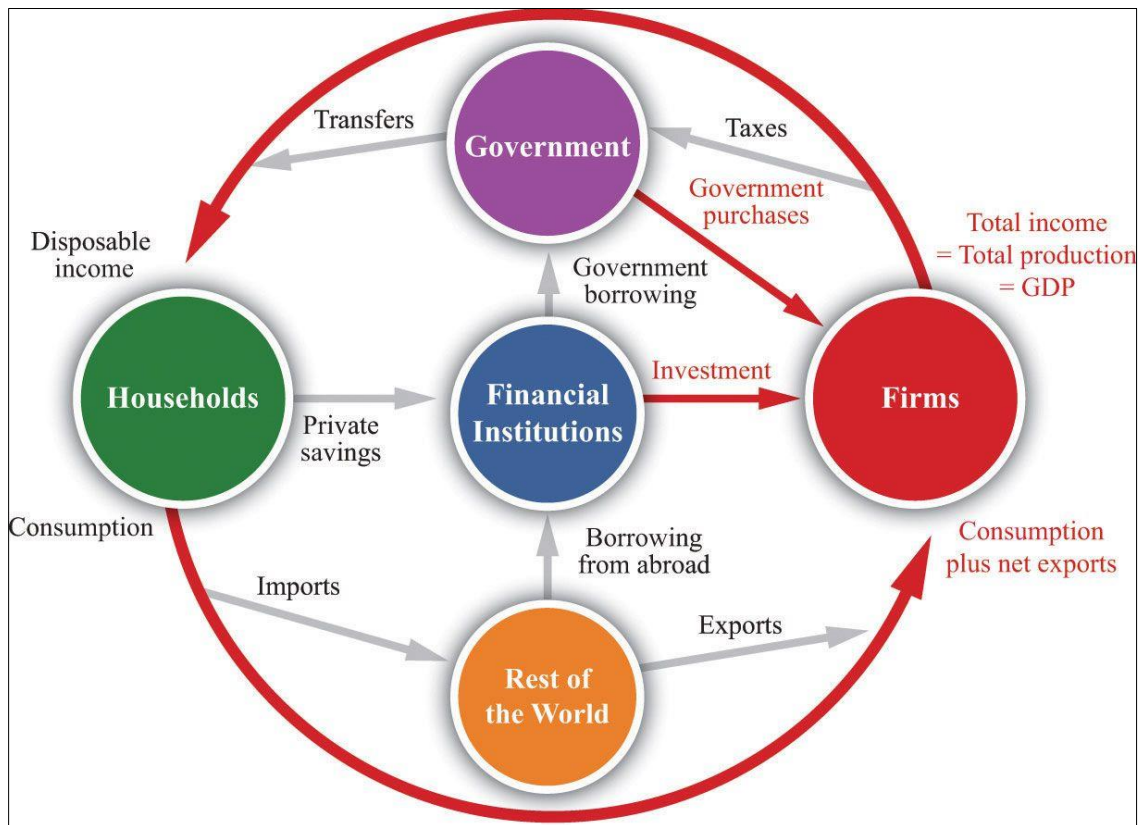 Transfers
Government
Taxes
Government
purchases
Total income
= Total production
= GDP
Disposable
income
Government
borrowing
Households
Private
savings
Financial
Institutions
Investment
Firms
Consumption
Imports
Borrowing
from abroad
Exports
Consumption
plus net exports
Rest of
the World